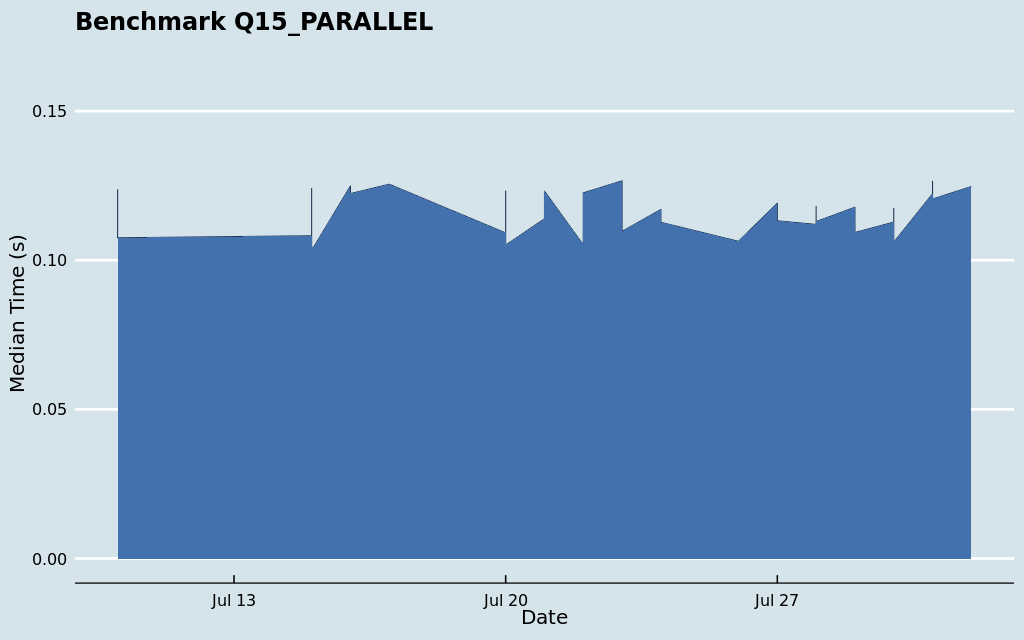 Benchmark Q15_PARALLEL
Median Time (s)
0.15
0.10
0.05
0.00
Jul 13
Jul 20
Jul 27
Date